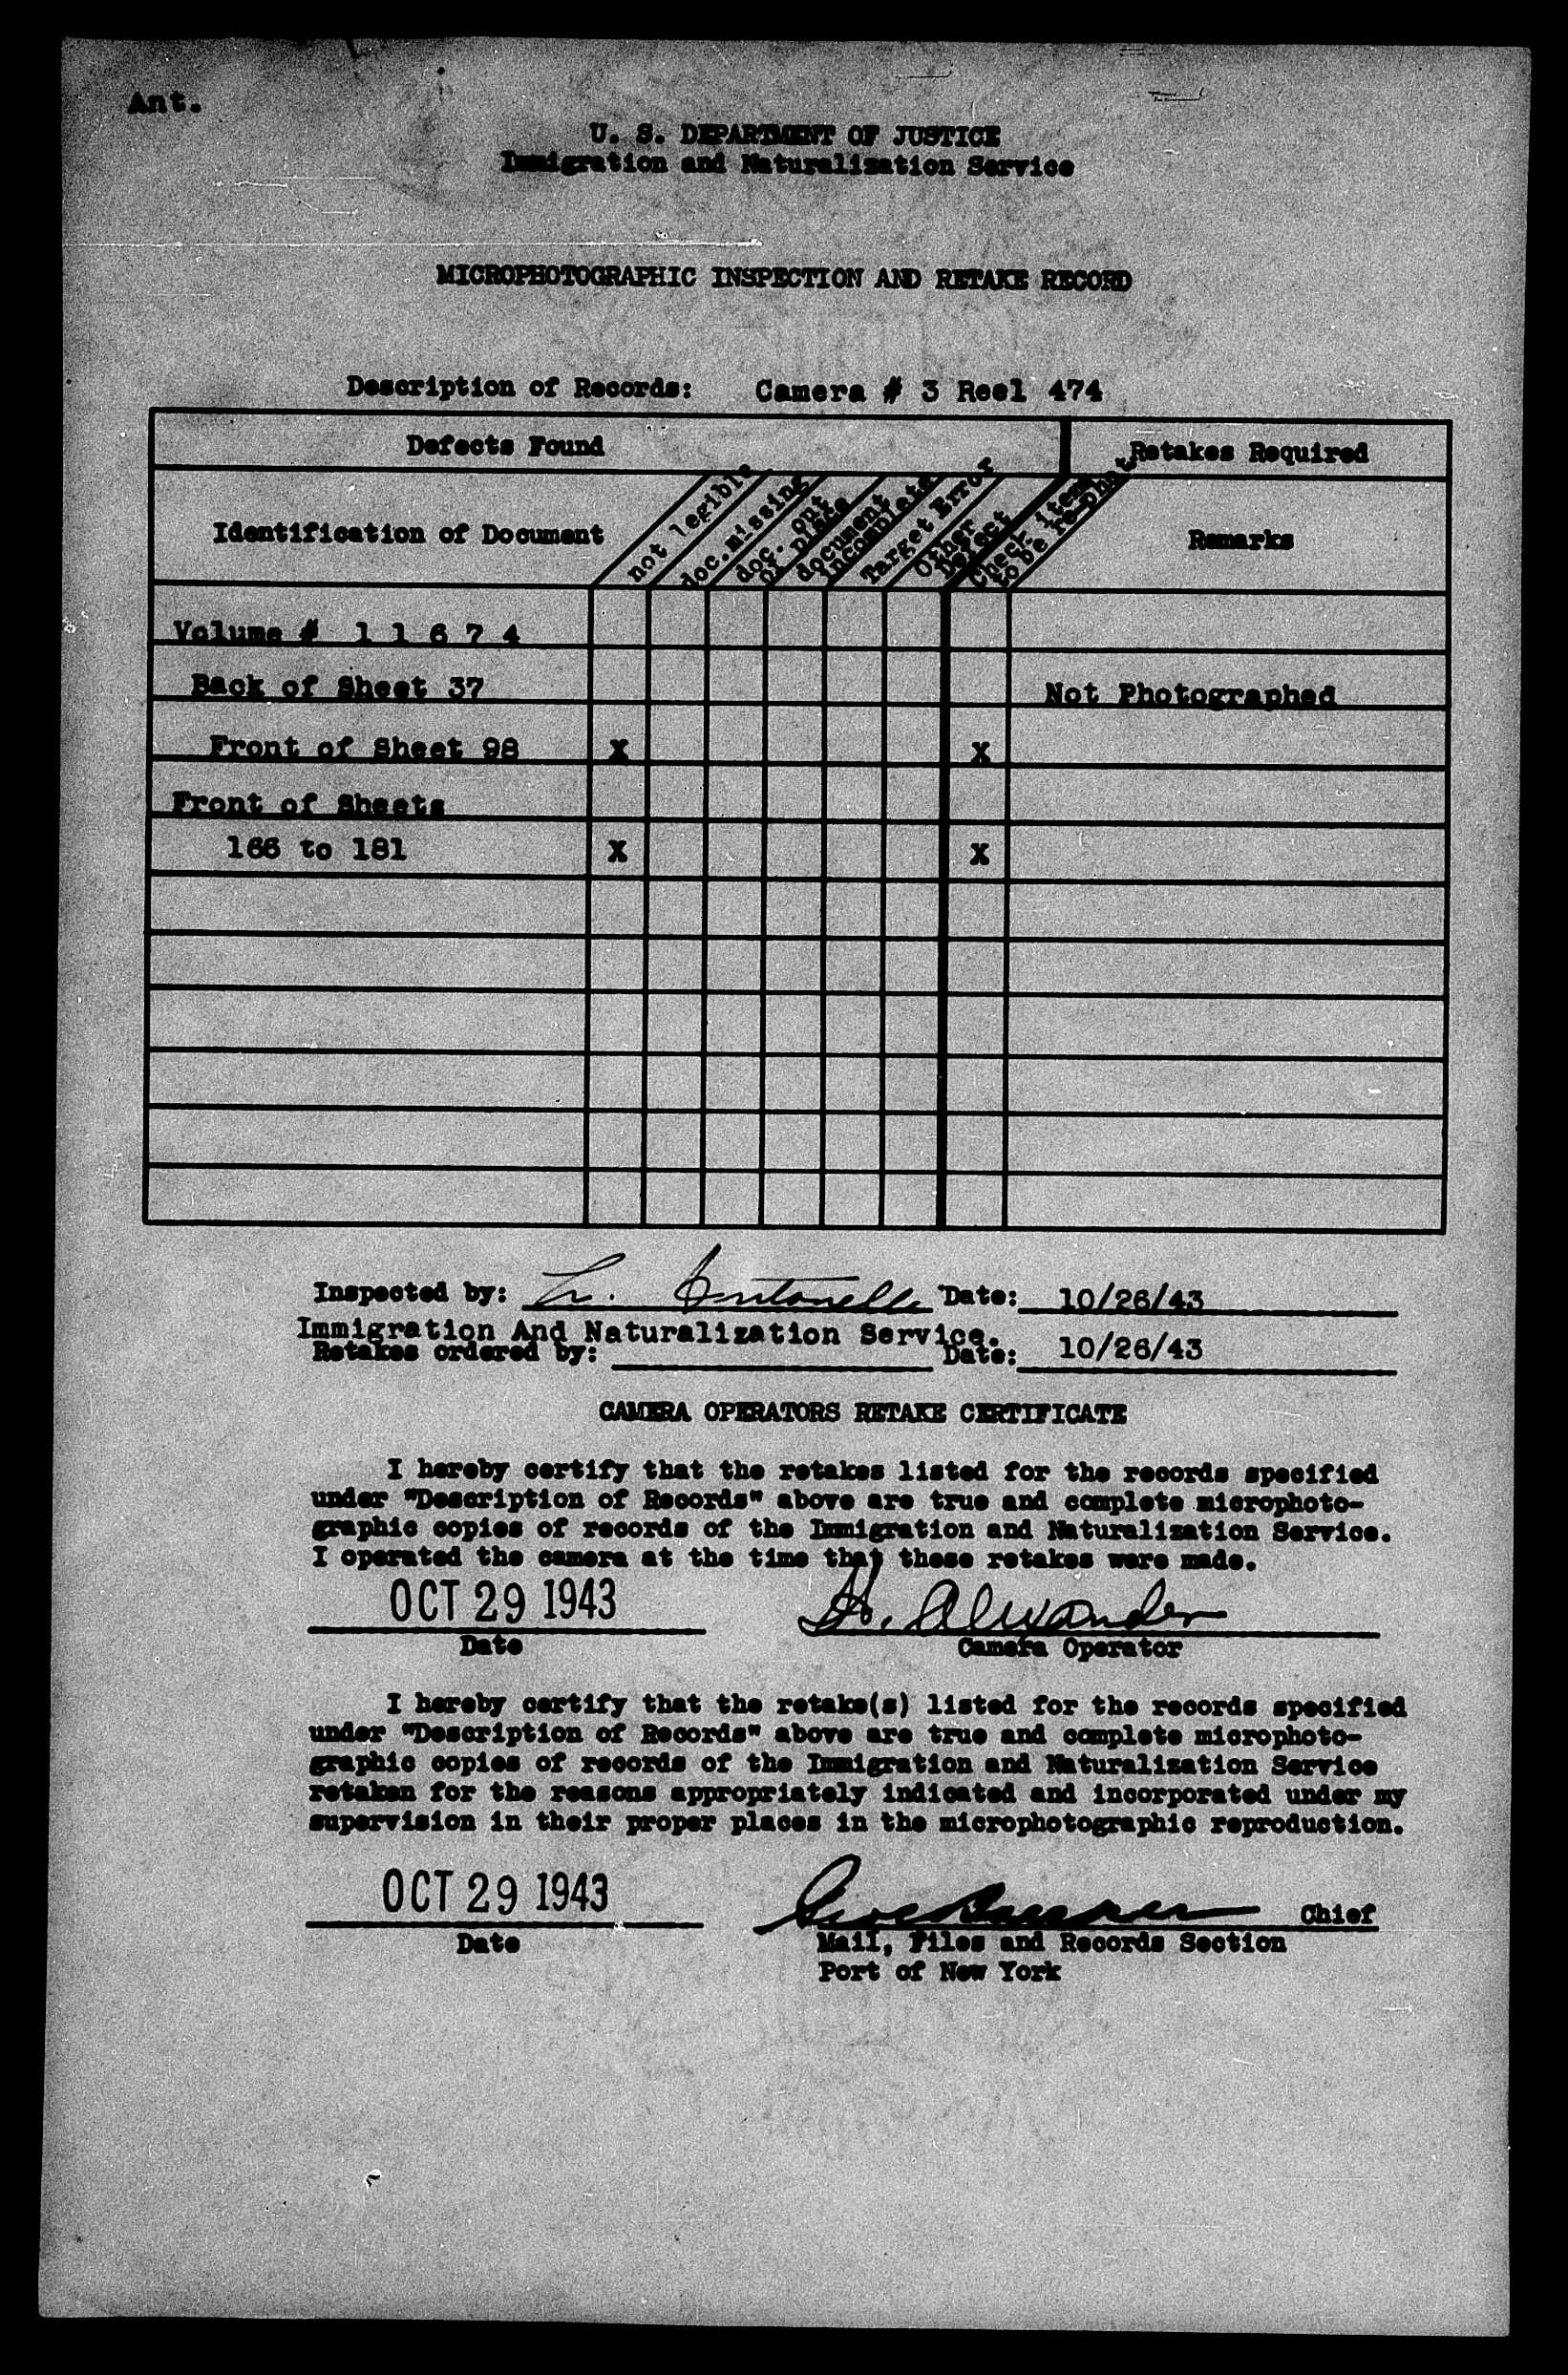 Ant.
U. S. DEPARTMENT OF JUSTICE
Immigration and Naturalization Service
MICROPHOTOGRAPHIC INSPECTION AND RETAKE RECORD
Description of Records: Camera # 3 Reel 474
Defects Found
Retakes Required
Identification of Document
not legible
doc. missing
doc. out
of place
document
incomplete
Target Error
Other
Defect
Check item
to be rephot
Remarks
Volume # 1 1 6 7 4
Back of Sheet 37 Not Photographed
Front of Sheet 98 X X
Front of Sheets
166 to 181 X X
Inspected by: L. Antonelle Date: 10/26/43
Immigration And Naturalization Service.
Retakes ordered by: Date: 10/26/43
CAMERA OPERATORS RETAKE CERTIFICATE
I hereby certify that the retakes listed for the records specified
under "Description of Records" above are true and complete microphoto-
graphic copies of records of the Immigration and Naturalization Service.
I operated the camera at the time that these retakes were made.
OCT 29 1943 Alexander
Date Camera Operator
I hereby certify that the retake(s) listed for the records specified
under "Description of Records" above are true and complete microphoto-
graphic copies of records of the Immigration and Naturalization Service
retaken for the reasons appropriately indicated and incorporated under my
supervision in their proper places in the microphotographic reproduction.
OCT 29 1943 Chief
Date Mail, Files and Records Section
Port of New York